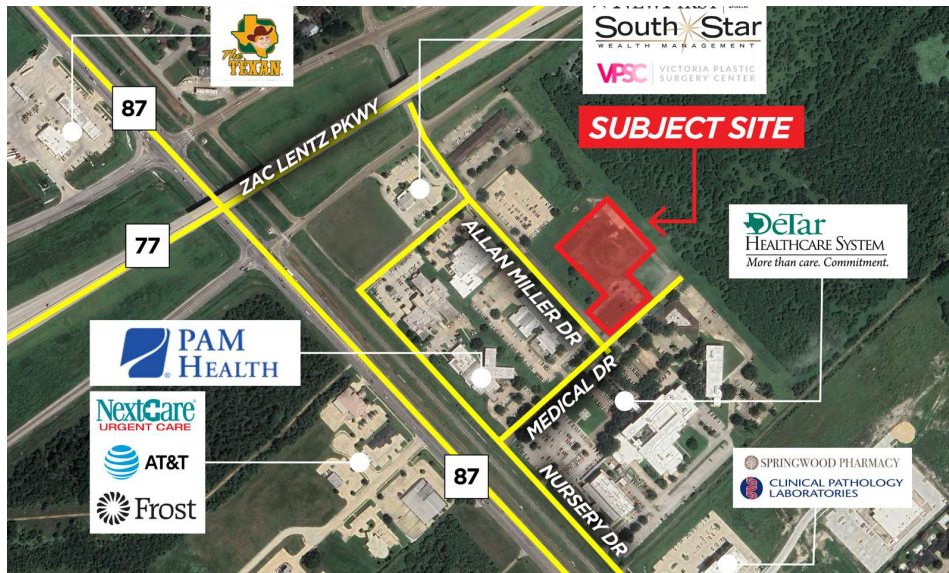 The
TEXAN
87
ZAC LENTZ PKWY
77
South Star
WEALTH MANAGEMENT
VPSC
VICTORIA PLASTIC
SURGERY CENTER
SUBJECT SITE
DeTar
HEALTHCARE SYSTEM
More than care. Commitment.
ALLAN MILLER DR
PAM
HEALTH
MEDICAL DR
NextCare
URGENT CARE
AT&T
Frost
87
NURSERY DR
SPRINGWOOD PHARMACY
CLINICAL PATHOLOGY
LABORATORIES